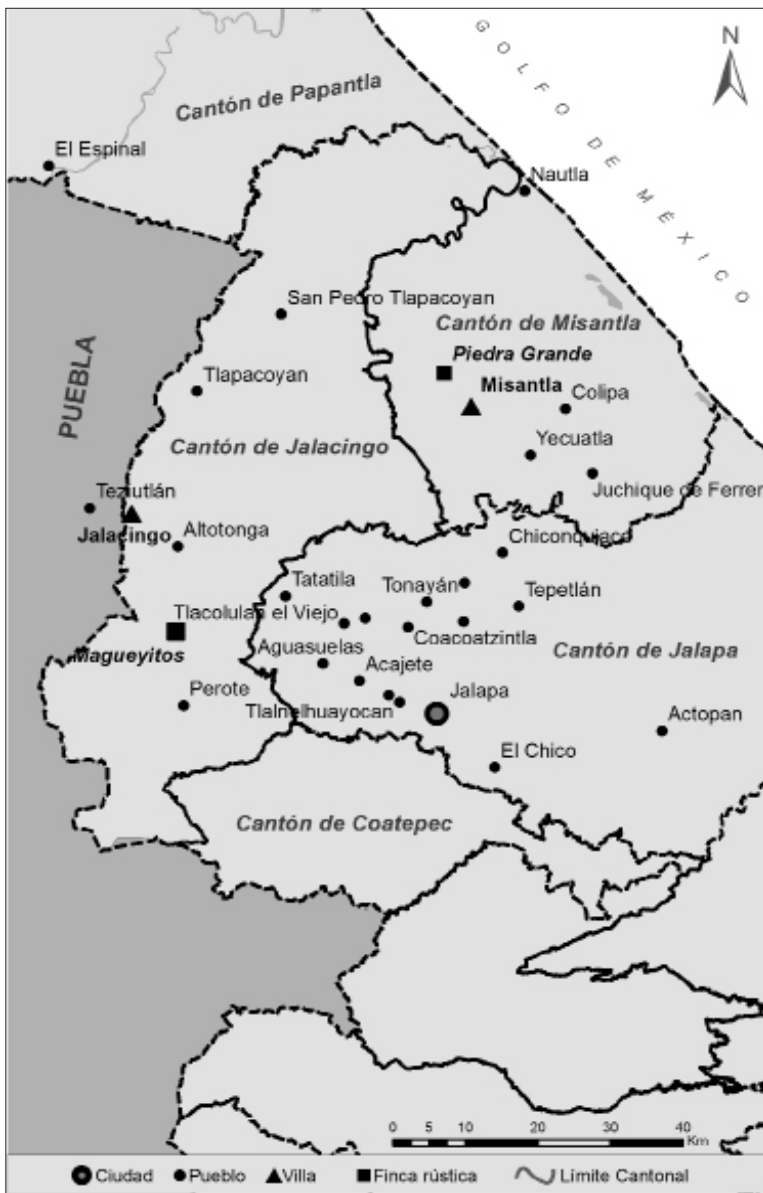 N
GOLFO DE MÉXICO
Cantón de Papantla
El Espinal
Nautla
San Pedro Tlapacoyan
Cantón de Misantla
Piedra Grande
PUEBLA
Misantla
Tlapacoyan
Colipa
Cantón de Jalacingo
Yecuatla
Juchique de Ferrer
Teziutlán
Jalacingo
Altotonga
Chiconquiaco
Tatatila
Tonayán
Tepetlán
Tlacolulan el Viejo
Coacoatzintla
Magueyitos
Aguasuelas
Cantón de Jalapa
Acajete
Perote
Jalapa
Tlalnelhuayocan
Actopan
El Chico
Cantón de Coatepec
0 5 10 20 30 40
Km
Ciudad Pueblo Villa Finca rústica Límite Cantonal